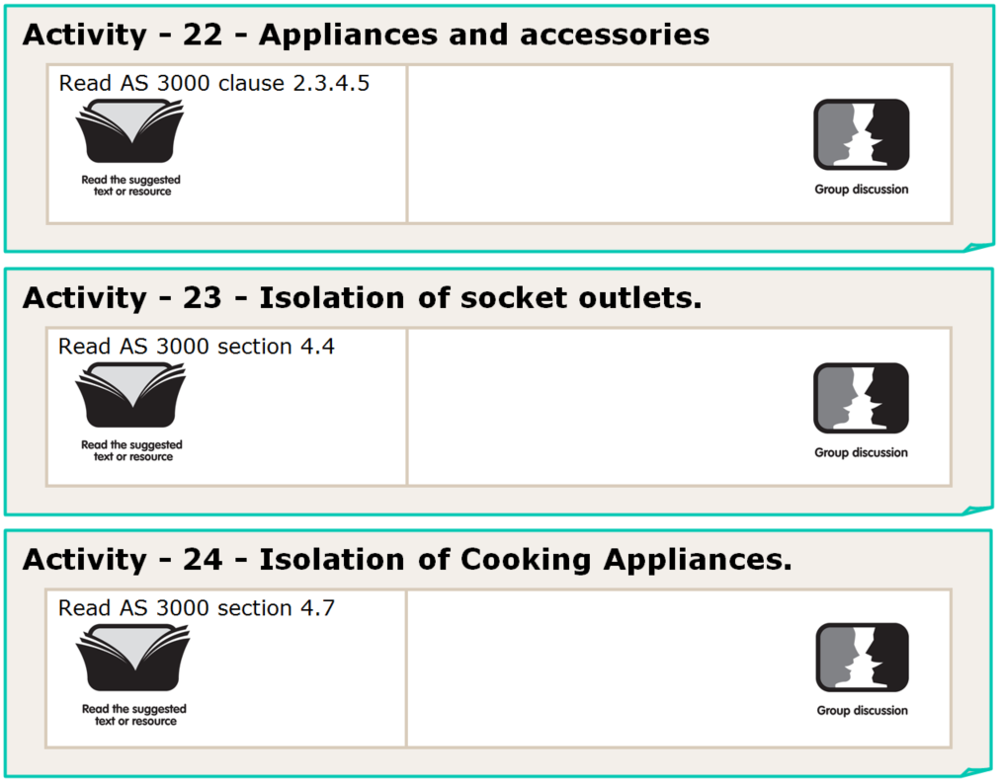 Activity - 22 - Appliances and accessories
Read AS 3000 clause 2.3.4.5
Read the suggested
text or resource
Group discussion
Activity - 23 - Isolation of socket outlets.
Read AS 3000 section 4.4
Read the suggested
text or resource
Group discussion
Activity - 24 - Isolation of Cooking Appliances.
Read AS 3000 section 4.7
Read the suggested
text or resource
Group discussion